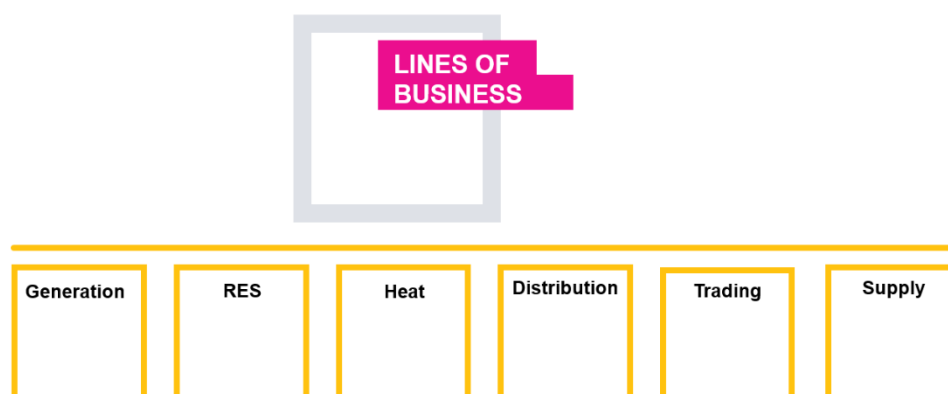 LINES OF
BUSINESS
Generation
RES
Heat
Distribution
Trading
Supply